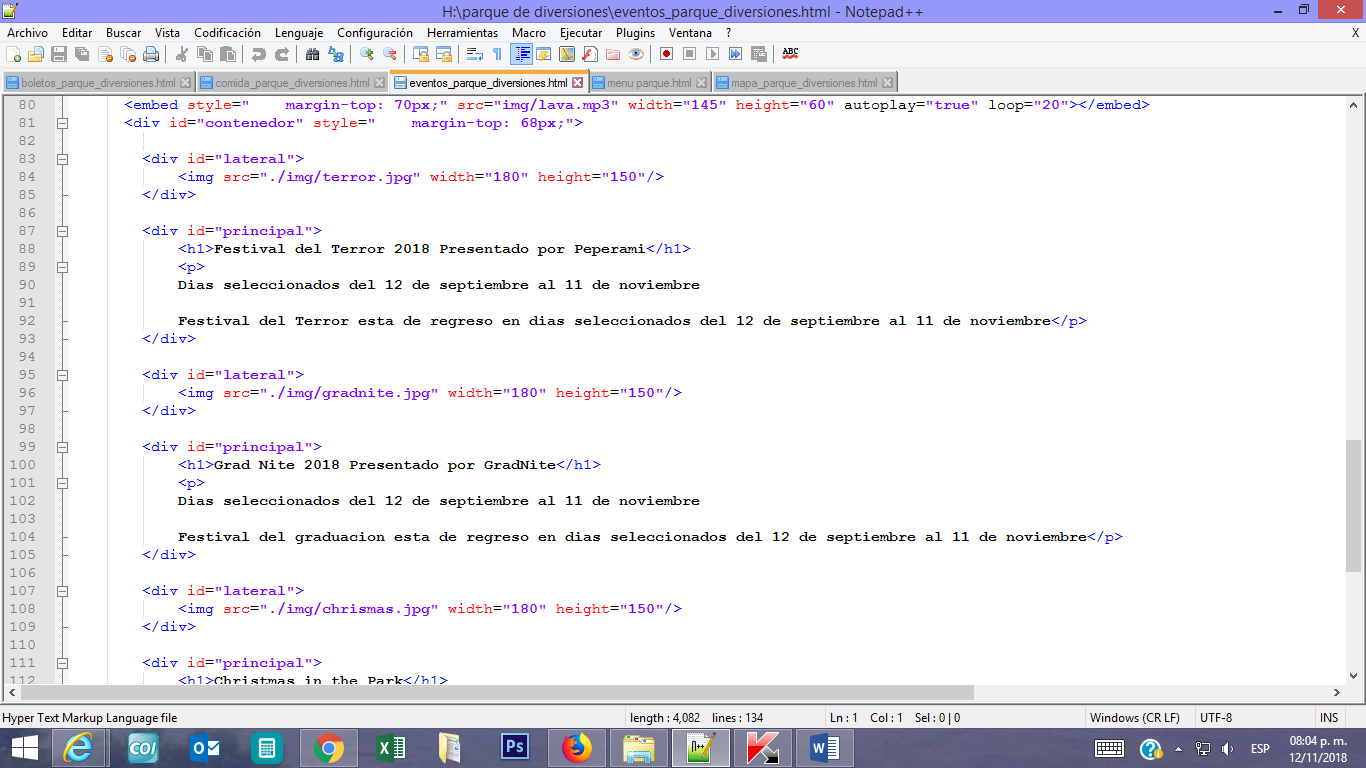 H:\parque de diversiones\eventos_parque_diversiones.html - Notepad++
Archivo Editar Buscar Vista Codificación Lenguaje Configuración Herramientas Macro Ejecutar Plugins Ventana ? X
boletos_parque_diversiones.html comida_parque_diversiones.html eventos_parque_diversiones.html menu parque.html mapa_parque_diversiones.html
80 <embed style="    margin-top: 70px;" src="img/lava.mp3" width="145" height="60" autoplay="true" loop="20"></embed>
81 <div id="contenedor" style="    margin-top: 68px;">
82
83 <div id="lateral">
84 <img src="./img/terror.jpg" width="180" height="150"/>
85 </div>
86
87 <div id="principal">
88 <h1>Festival del Terror 2018 Presentado por Peperami</h1>
89 <p>
90 Dias seleccionados del 12 de septiembre al 11 de noviembre
91
92 Festival del Terror esta de regreso en dias seleccionados del 12 de septiembre al 11 de noviembre</p>
93 </div>
94
95 <div id="lateral">
96 <img src="./img/gradnite.jpg" width="180" height="150"/>
97 </div>
98
99 <div id="principal">
100 <h1>Grad Nite 2018 Presentado por GradNite</h1>
101 <p>
102 Dias seleccionados del 12 de septiembre al 11 de noviembre
103
104 Festival del graduacion esta de regreso en dias seleccionados del 12 de septiembre al 11 de noviembre</p>
105 </div>
106
107 <div id="lateral">
108 <img src="./img/chrismas.jpg" width="180" height="150"/>
109 </div>
110
111 <div id="principal">
112 <h1>Christmas in the Park</h1>
Hyper Text Markup Language file length : 4,082 lines : 134 Ln : 1 Col : 1 Sel : 0 | 0 Windows (CR LF) UTF-8 INS
ESP 08:04 p. m.
12/11/2018